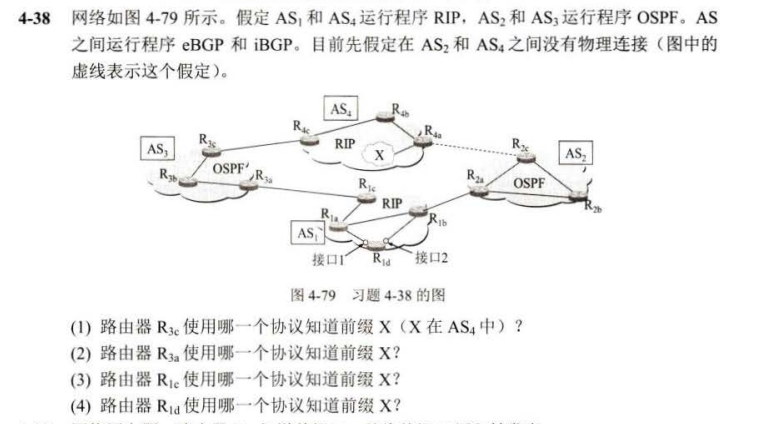 4-38 网络如图 4-79 所示。假定 AS₁ 和 AS₄ 运行程序 RIP，AS₂ 和 AS₃ 运行程序 OSPF。AS
之间运行程序 eBGP 和 iBGP。目前先假定在 AS₂ 和 AS₄ 之间没有物理连接（图中的
虚线表示这个假定）。
AS₄
R₄b
R₄c
R₄a
RIP
X
AS₃
R₃c
OSPF
R₃b
R₃a
R₂c
AS₂
R₂a
OSPF
R₂b
R₁c
RIP
R₁a
R₁b
AS₁
接口1
R₁d
接口2
图 4-79 习题 4-38 的图
(1) 路由器 R₃c 使用哪一个协议知道前缀 X（X 在 AS₄ 中）？
(2) 路由器 R₃a 使用哪一个协议知道前缀 X？
(3) 路由器 R₁c 使用哪一个协议知道前缀 X？
(4) 路由器 R₁d 使用哪一个协议知道前缀 X？